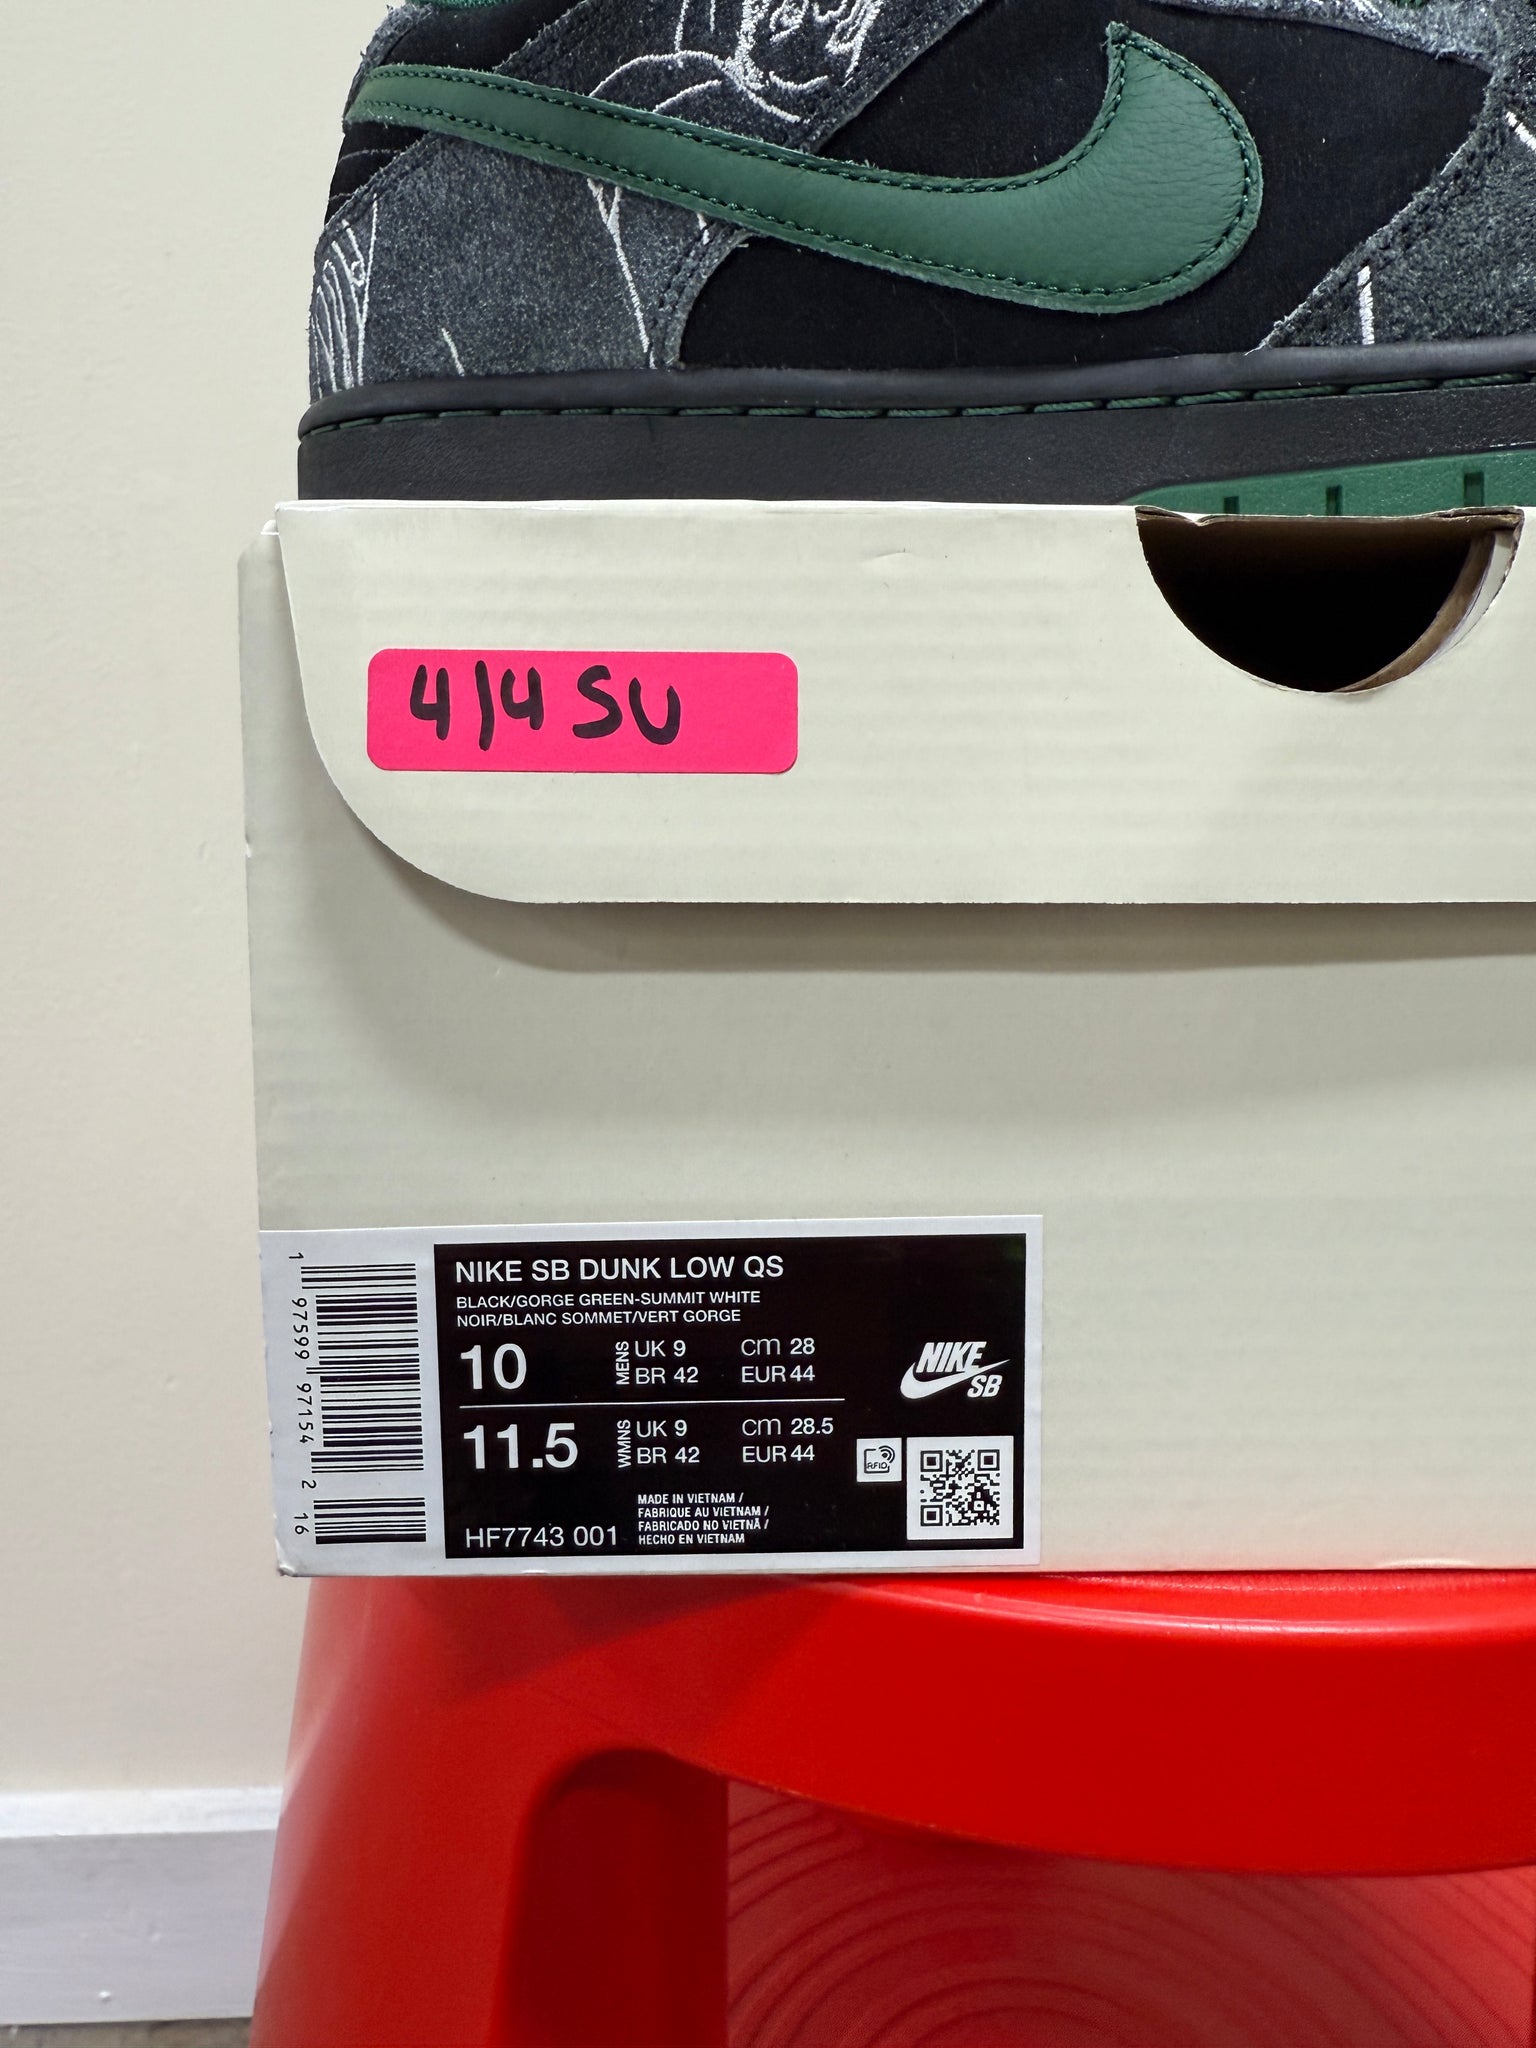 4/4 SU
1 97599 97154 2 16
NIKE SB DUNK LOW QS
BLACK/GORGE GREEN-SUMMIT WHITE
NOIR/BLANC SOMMET/VERT GORGE
10 MENS UK 9 cm 28
BR 42 EUR 44
11.5 WMNS UK 9 cm 28.5
BR 42 EUR 44
NIKE
SB
RFID
MADE IN VIETNAM /
FABRIQUE AU VIETNAM /
FABRICADO NO VIETNÃ /
HECHO EN VIETNAM
HF7743 001